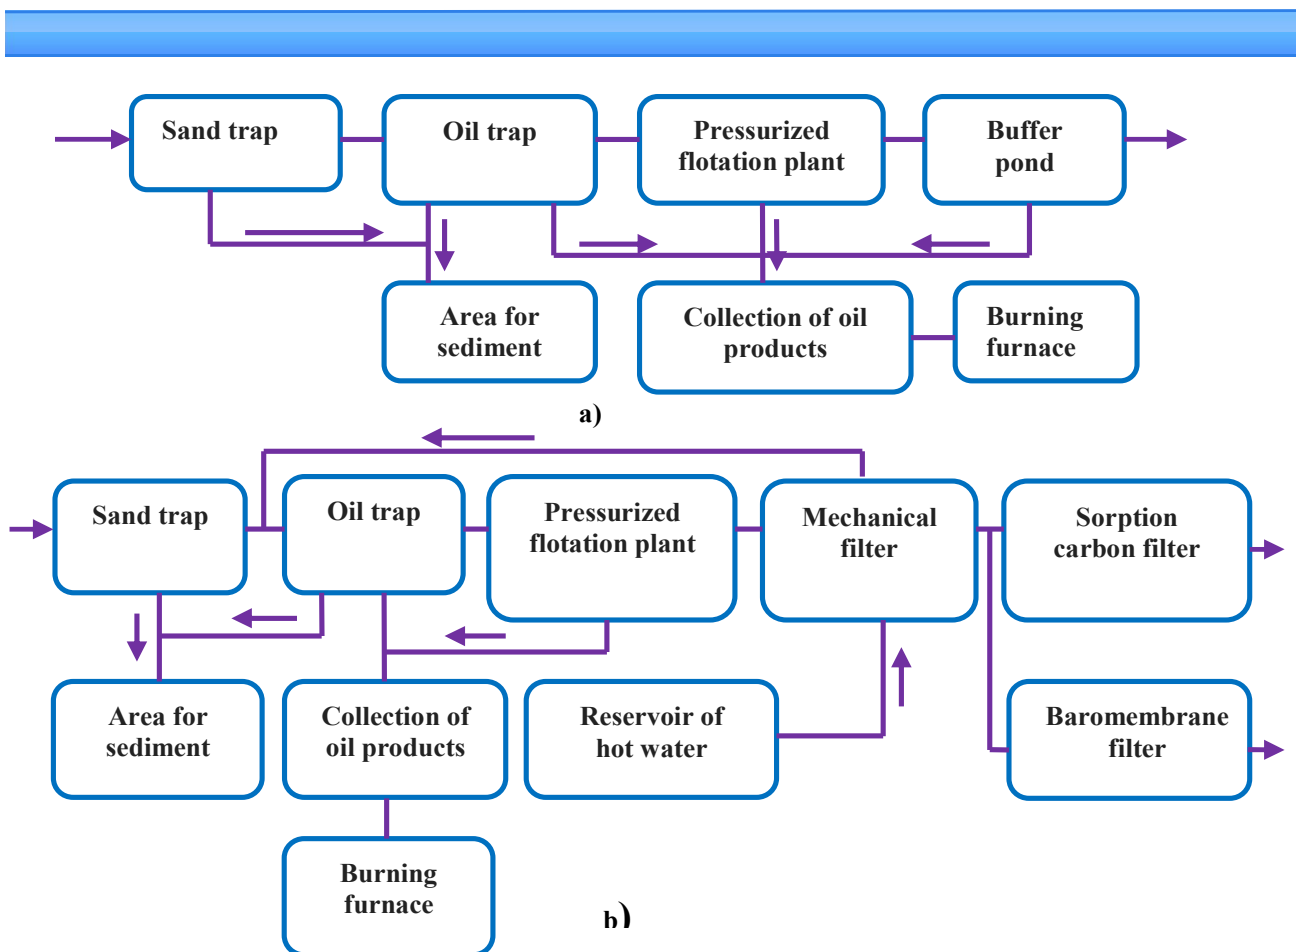 Sand trap
Oil trap
Pressurized
flotation plant
Buffer
pond
Area for
sediment
Collection of oil
products
Burning
furnace
a)
Sand trap
Oil trap
Pressurized
flotation plant
Mechanical
filter
Sorption
carbon filter
Area for
sediment
Collection of
oil products
Reservoir of
hot water
Baromembrane
filter
Burning
furnace
b)